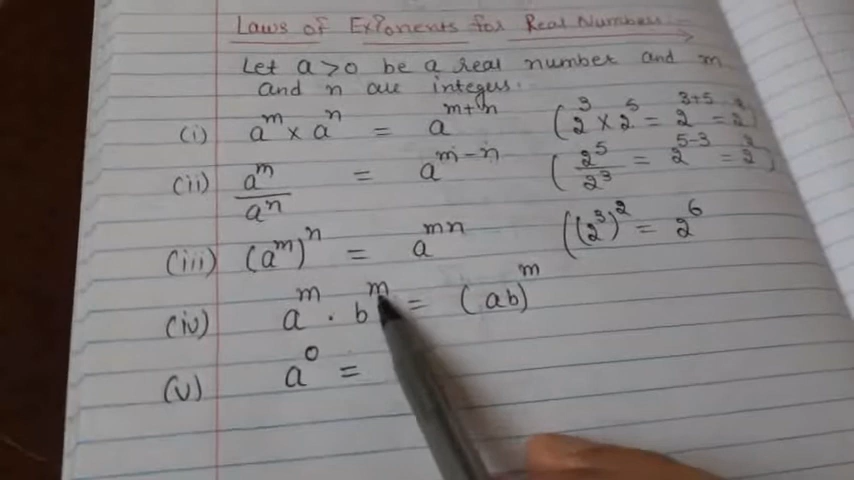 Laws of Exponents for Real Numbers
Let a>0 be a real number and m
and n are integers.
(i) a^m × a^n = a^{m+n} (2^3 × 2^5 = 2^{3+5} = 2^8)
(ii) a^m/a^n = a^{m-n} (2^5/2^3 = 2^{5-3} = 2^2)
(iii) (a^m)^n = a^{mn} ((2^3)^2 = 2^6
(iv) a^m · b^m = (ab)^m
(v) a^0 =